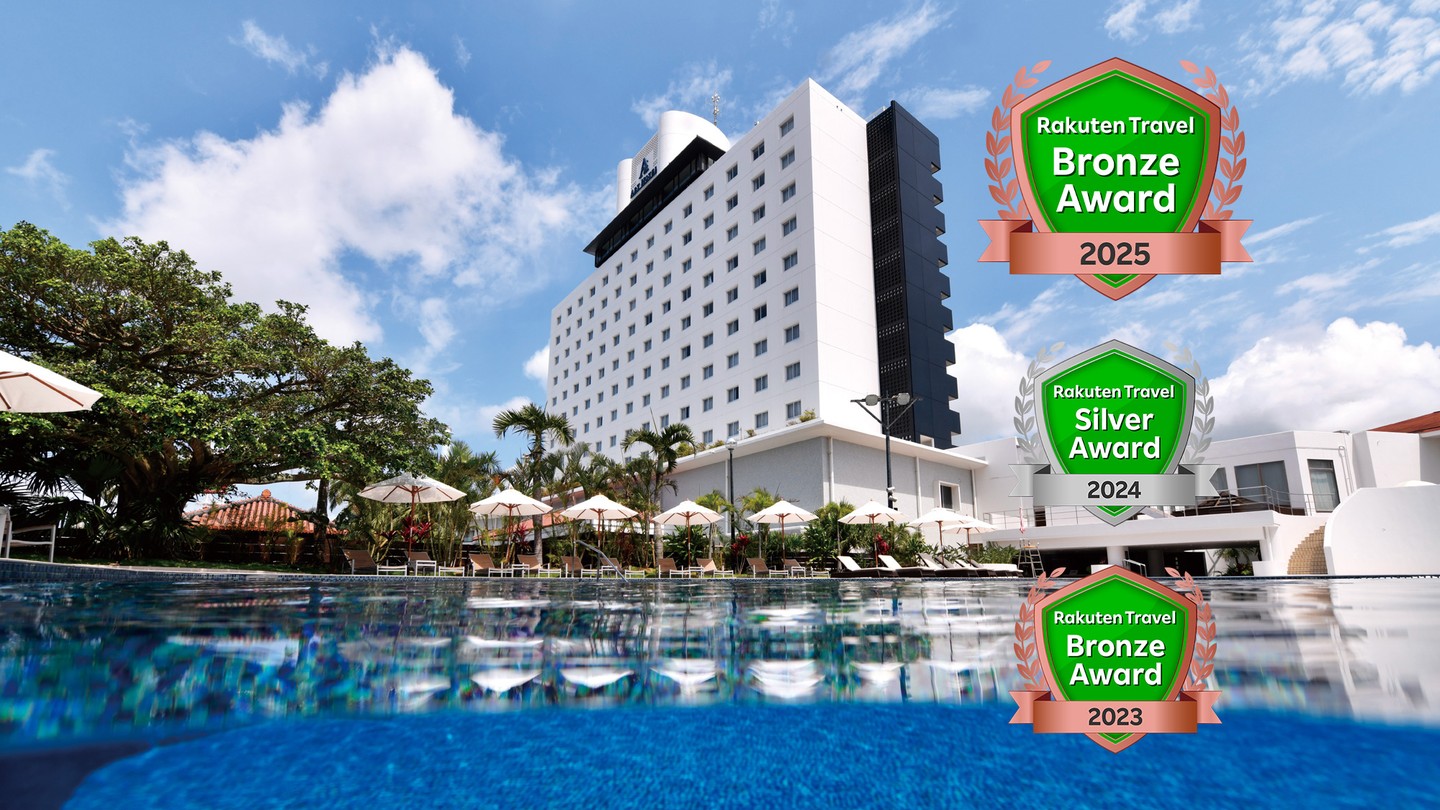 Rakuten Travel
Bronze
Award
2025
Rakuten Travel
Silver
Award
2024
Rakuten Travel
Bronze
Award
2023